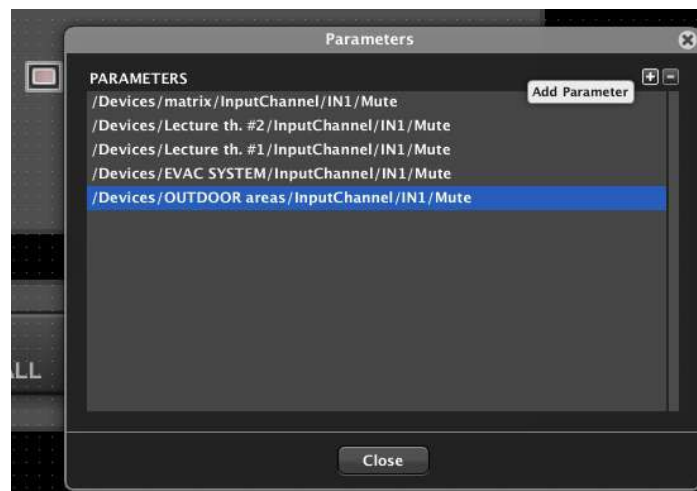 Parameters
PARAMETERS
Add Parameter
/Devices/matrix/InputChannel/IN1/Mute
/Devices/Lecture th. #2/InputChannel/IN1/Mute
/Devices/Lecture th. #1/InputChannel/IN1/Mute
/Devices/EVAC SYSTEM/InputChannel/IN1/Mute
/Devices/OUTDOOR areas/InputChannel/IN1/Mute
ALL
Close